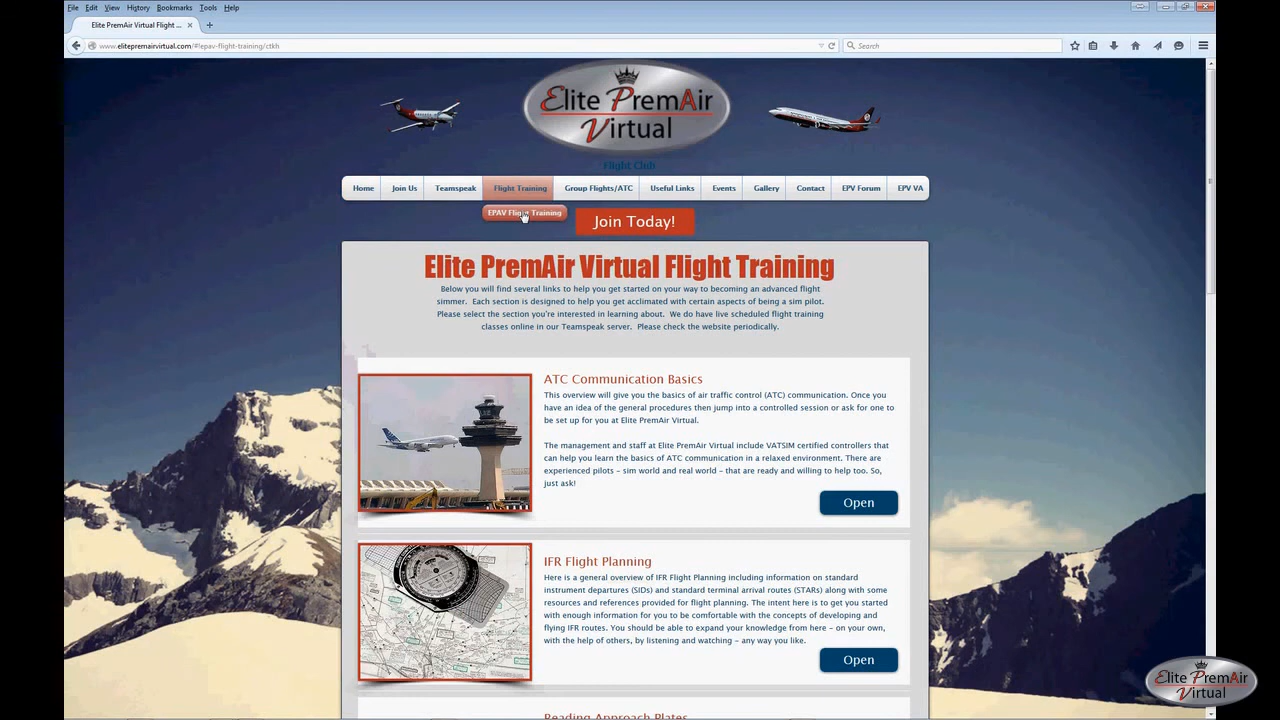 File Edit View History Bookmarks Tools Help
Elite PremAir Virtual Flight ...
www.elitepremairvirtual.com/#!epav-flight-training/ctkh
Search
Elite PremAir
Virtual
Flight Club
Home Join Us Teamspeak Flight Training Group Flights/ATC Useful Links Events Gallery Contact EPV Forum EPV VA
EPAV Flight Training
Join Today!
Elite PremAir Virtual Flight Training
Below you will find several links to help you get started on your way to becoming an advanced flight
simmer. Each section is designed to help you get acclimated with certain aspects of being a sim pilot.
Please select the section you're interested in learning about. We do have live scheduled flight training
classes online in our Teamspeak server. Please check the website periodically.
ATC Communication Basics
This overview will give you the basics of air traffic control (ATC) communication. Once you
have an idea of the general procedures then jump into a controlled session or ask for one to
be set up for you at Elite PremAir Virtual.
The management and staff at Elite PremAir Virtual include VATSIM certified controllers that
can help you learn the basics of ATC communication in a relaxed environment. There are
experienced pilots – sim world and real world – that are ready and willing to help too. So,
just ask!
Open
IFR Flight Planning
Here is a general overview of IFR Flight Planning including information on standard
instrument departures (SIDs) and standard terminal arrival routes (STARs) along with some
resources and references provided for flight planning. The intent here is to get you started
with enough information for you to be comfortable with the concepts of developing and
flying IFR routes. You should be able to expand your knowledge from here – on your own,
with the help of others, by listening and watching – any way you like.
Open
Reading Approach Plates
Elite PremAir
Virtual